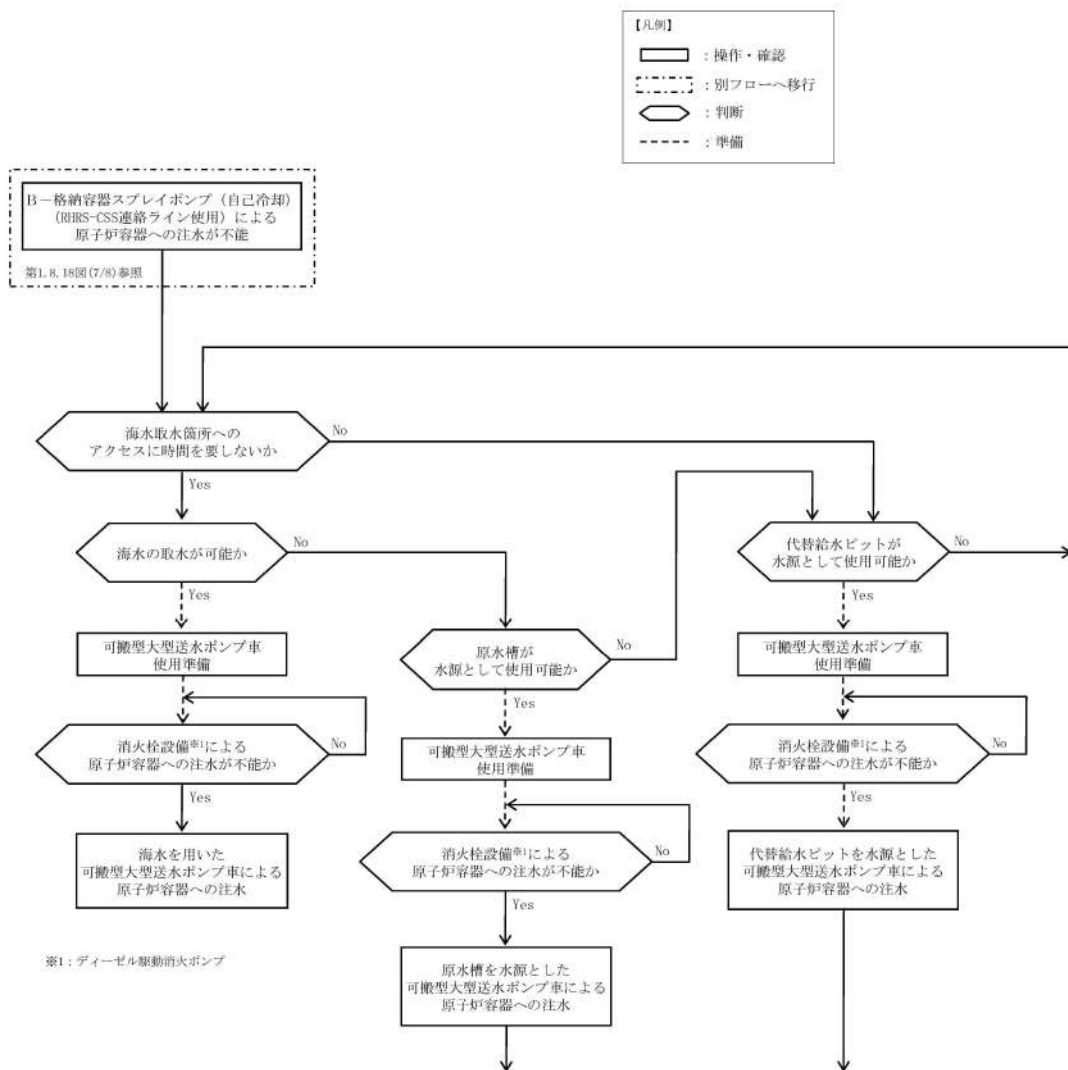 【凡例】
：操作・確認
：別フローへ移行
：判断
：準備
B－格納容器スプレイポンプ（自己冷却）
（RHRS-CSS連絡ライン使用）による
原子炉容器への注水が不能
第1.8.18図(7/8)参照
海水取水箇所への
アクセスに時間を要しないか
No
Yes
海水の取水が可能か
No
Yes
代替給水ピットが
水源として使用可能か
No
Yes
可搬型大型送水ポンプ車
使用準備
原水槽が
水源として使用可能か
No
Yes
可搬型大型送水ポンプ車
使用準備
消火栓設備※1による
原子炉容器への注水が不能か
No
Yes
可搬型大型送水ポンプ車
使用準備
消火栓設備※1による
原子炉容器への注水が不能か
No
Yes
海水を用いた
可搬型大型送水ポンプ車による
原子炉容器への注水
消火栓設備※1による
原子炉容器への注水が不能か
No
Yes
代替給水ピットを水源とした
可搬型大型送水ポンプ車による
原子炉容器への注水
※1：ディーゼル駆動消火ポンプ
原水槽を水源とした
可搬型大型送水ポンプ車による
原子炉容器への注水